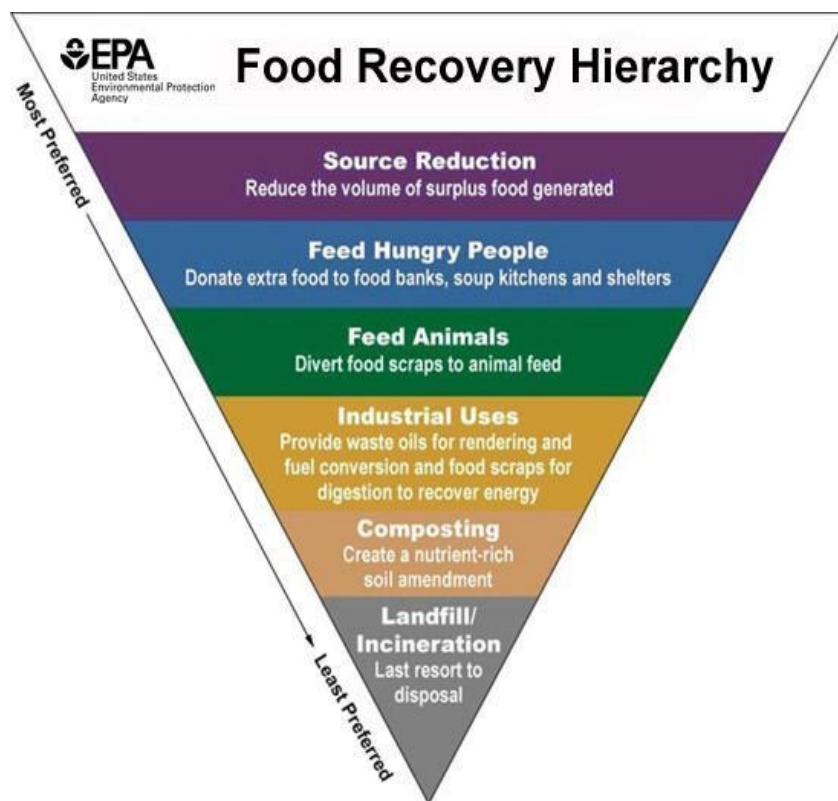 EPA
United States
Environmental Protection
Agency
Food Recovery Hierarchy
Most Preferred
Source Reduction
Reduce the volume of surplus food generated
Feed Hungry People
Donate extra food to food banks, soup kitchens and shelters
Feed Animals
Divert food scraps to animal feed
Industrial Uses
Provide waste oils for rendering and
fuel conversion and food scraps for
digestion to recover energy
Composting
Create a nutrient-rich
soil amendment
Landfill/
Incineration
Last resort to
disposal
Least Preferred